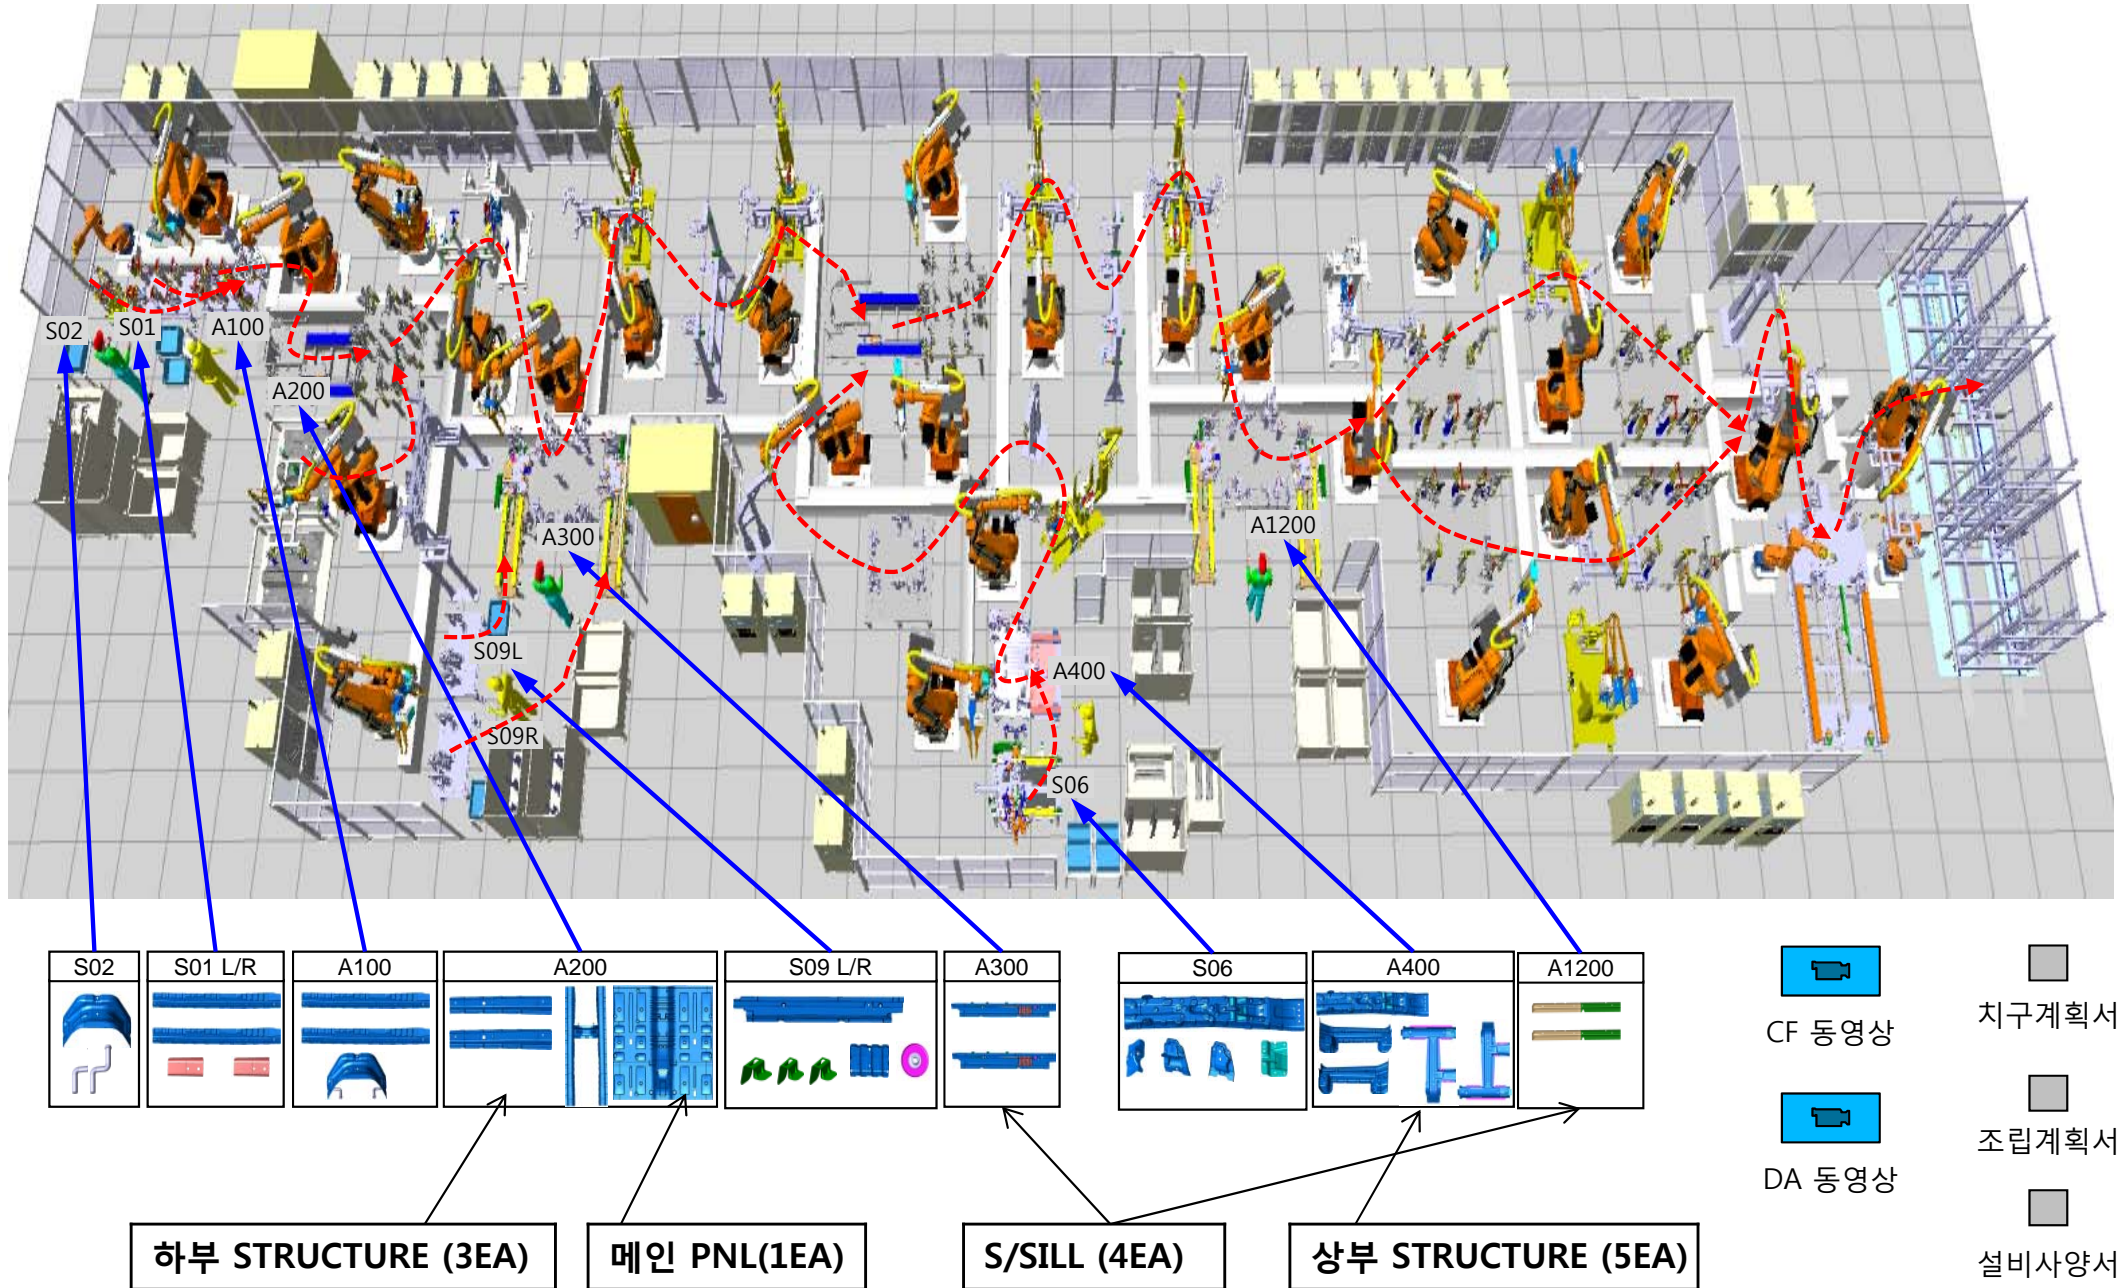 S02
S01
A100
A200
A300
A1200
S09L
S09R
A400
S06
S02
S01 L/R
A100
A200
S09 L/R
A300
S06
A400
A1200
CF 동영상
치구계획서
DA 동영상
조립계획서
설비사양서
하부 STRUCTURE (3EA)
메인 PNL(1EA)
S/SILL (4EA)
상부 STRUCTURE (5EA)